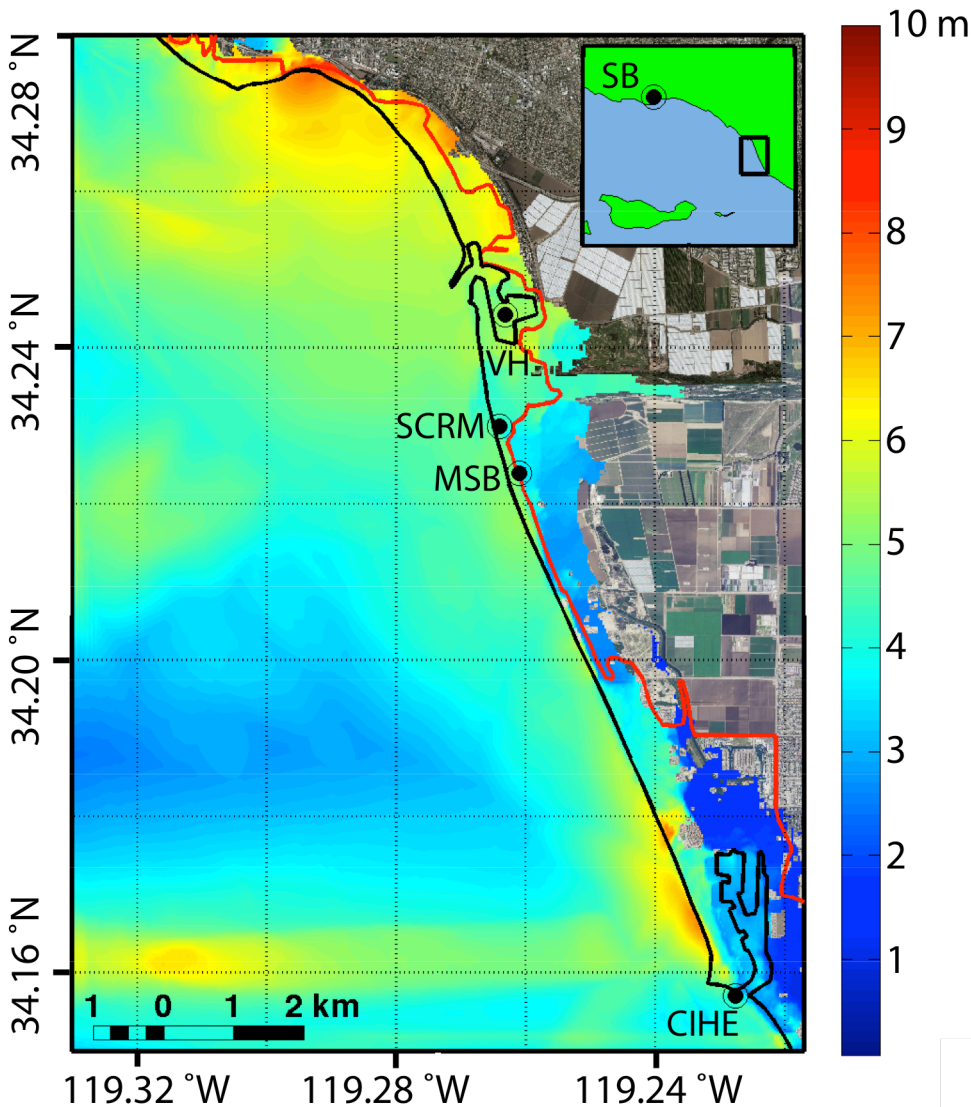 10 m
9
8
7
6
5
4
3
2
1
34.28 °N
34.24 °N
34.20 °N
34.16 °N
SB
VH
SCRM
MSB
CIHE
1 0 1 2 km
119.32 °W
119.28 °W
119.24 °W